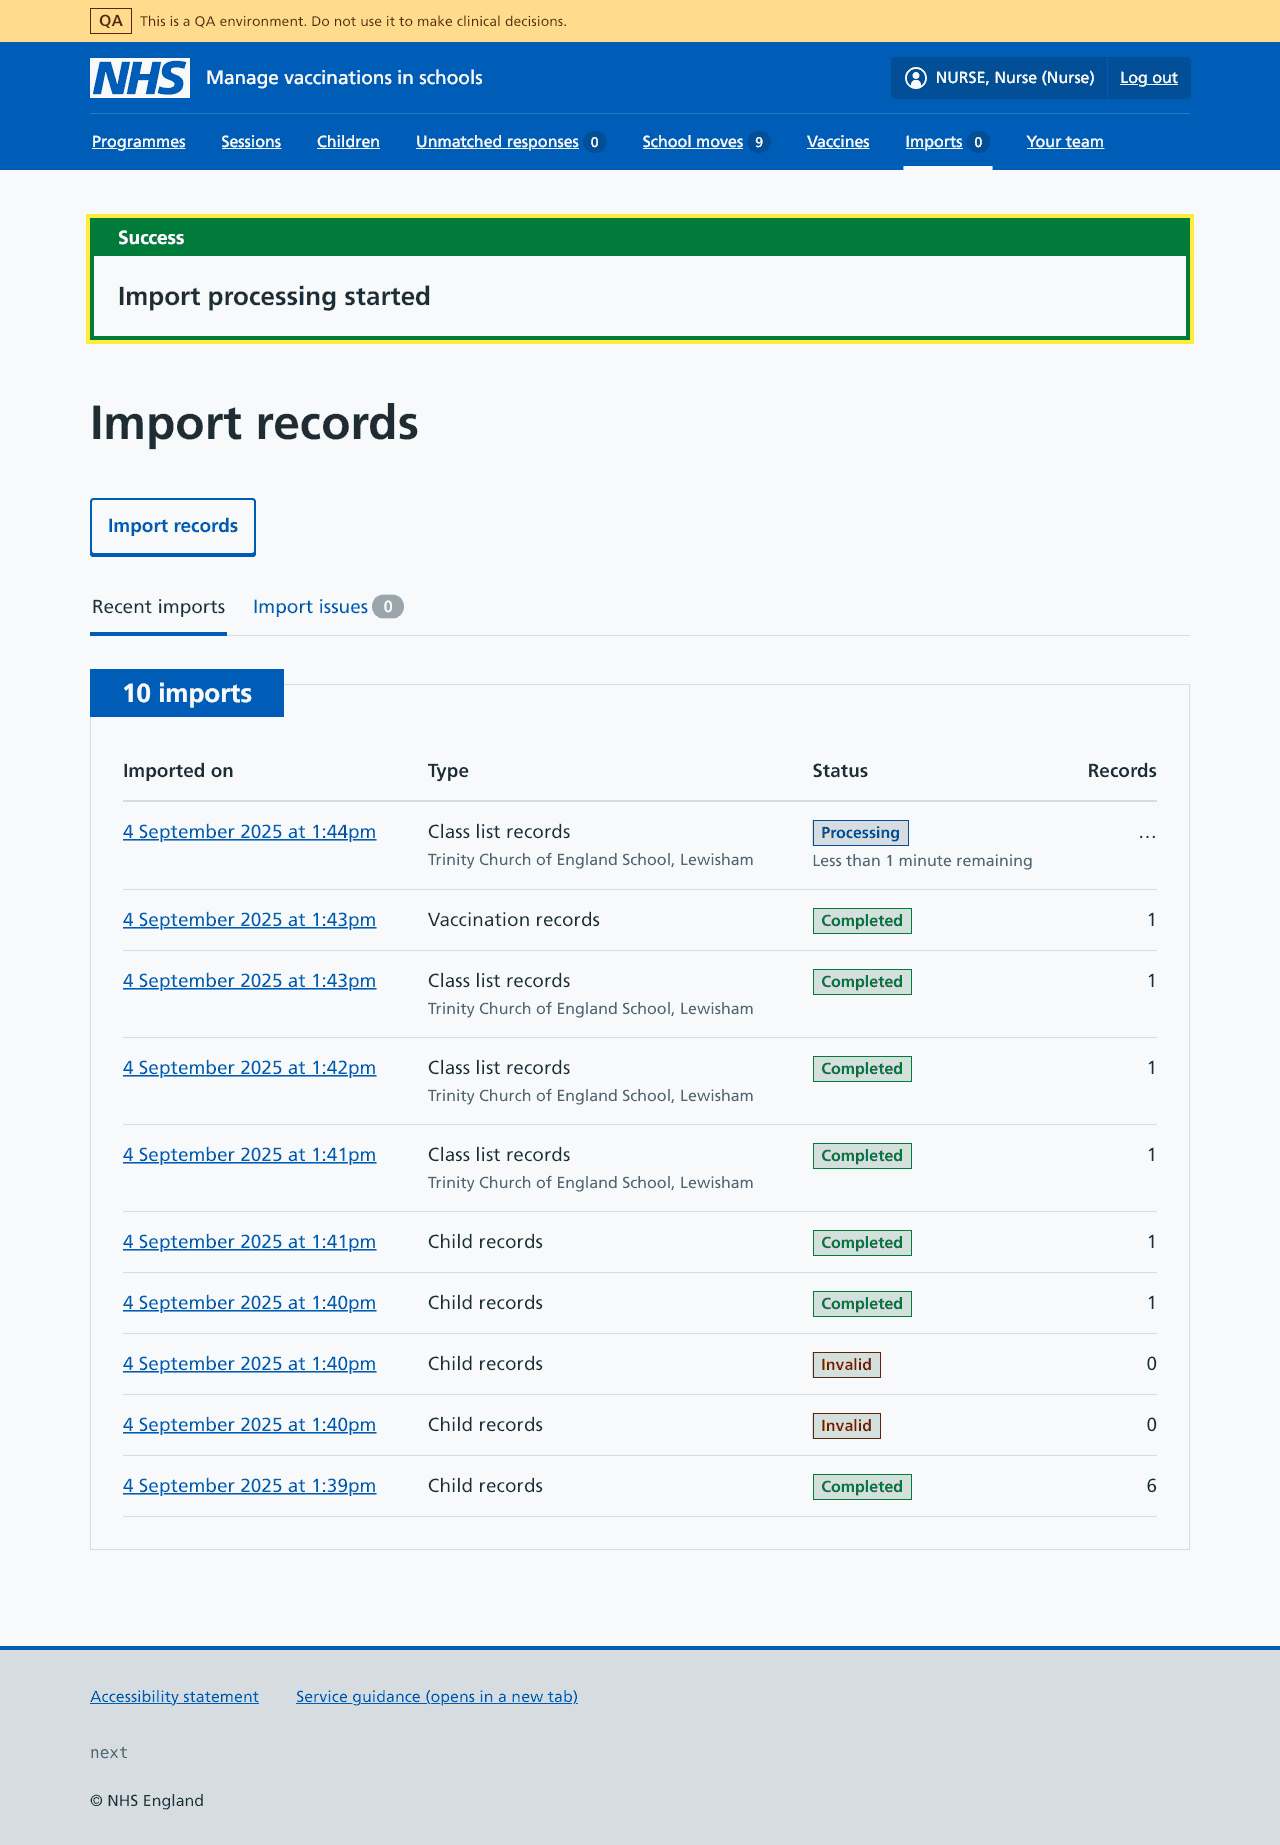 QA This is a QA environment. Do not use it to make clinical decisions.
NHS Manage vaccinations in schools NURSE, Nurse (Nurse) Log out
Programmes Sessions Children Unmatched responses 0 School moves 9 Vaccines Imports 0 Your team
Success
Import processing started
Import records
Import records
Recent imports Import issues 0
10 imports
Imported on Type Status Records
4 September 2025 at 1:44pm Class list records Processing ...
Trinity Church of England School, Lewisham Less than 1 minute remaining
4 September 2025 at 1:43pm Vaccination records Completed 1
4 September 2025 at 1:43pm Class list records Completed 1
Trinity Church of England School, Lewisham
4 September 2025 at 1:42pm Class list records Completed 1
Trinity Church of England School, Lewisham
4 September 2025 at 1:41pm Class list records Completed 1
Trinity Church of England School, Lewisham
4 September 2025 at 1:41pm Child records Completed 1
4 September 2025 at 1:40pm Child records Completed 1
4 September 2025 at 1:40pm Child records Invalid 0
4 September 2025 at 1:40pm Child records Invalid 0
4 September 2025 at 1:39pm Child records Completed 6
Accessibility statement Service guidance (opens in a new tab)
next
© NHS England